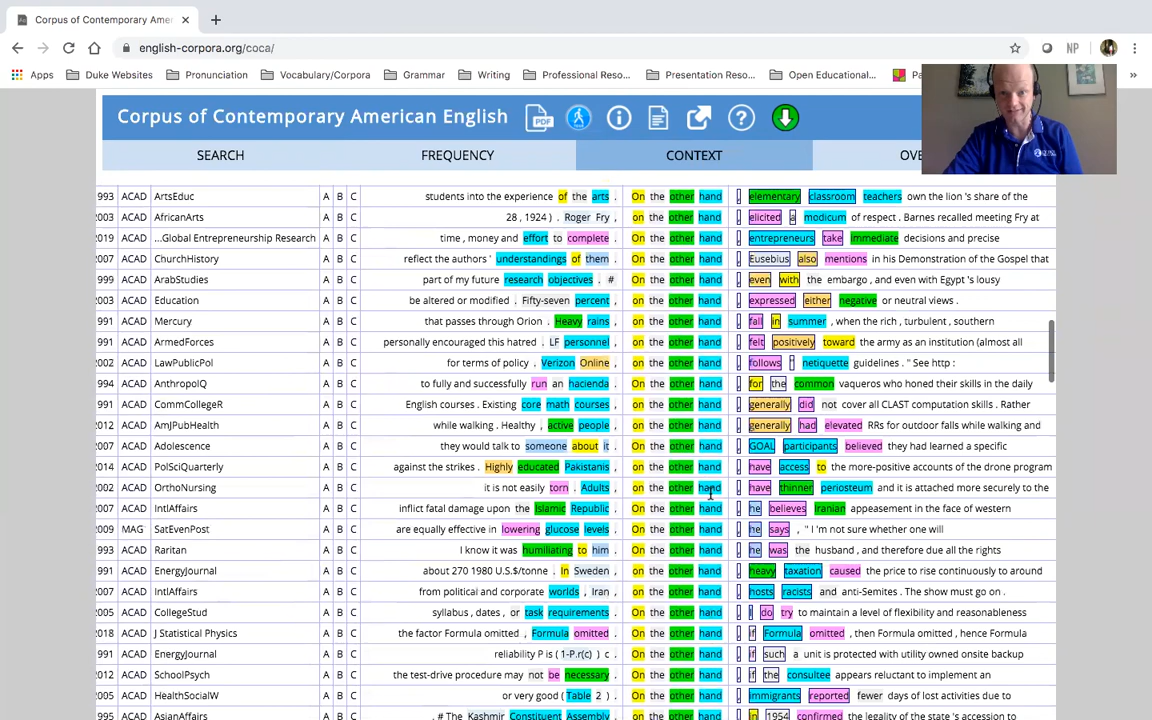 Corpus of Contemporary Amer
english-corpora.org/coca/
NP
Apps Duke Websites Pronunciation Vocabulary/Corpora Grammar Writing Professional Reso... Presentation Reso... Open Educational... Pa »
Corpus of Contemporary American English
SEARCH FREQUENCY CONTEXT OV
993 ACAD ArtsEduc A B C students into the experience of the arts . On the other hand , elementary classroom teachers own the lion 's share of the
2003 ACAD AfricanArts A B C 28 , 1924 ) . Roger Fry , on the other hand , elicited a modicum of respect . Barnes recalled meeting Fry at
2019 ACAD ...Global Entrepreneurship Research A B C time , money and effort to complete . On the other hand , entrepreneurs take immediate decisions and precise
2007 ACAD ChurchHistory A B C reflect the authors ' understandings of them . On the other hand , Eusebius also mentions in his Demonstration of the Gospel that
999 ACAD ArabStudies A B C part of my future research objectives . # On the other hand , even with the embargo , and even with Egypt 's lousy
2003 ACAD Education A B C be altered or modified . Fifty-seven percent , on the other hand , expressed either negative or neutral views .
991 ACAD Mercury A B C that passes through Orion . Heavy rains , on the other hand , fall in summer , when the rich , turbulent , southern
991 ACAD ArmedForces A B C personally encouraged this hatred . LF personnel , on the other hand , felt positively toward the army as an institution (almost all
2002 ACAD LawPublicPol A B C for terms of policy . Verizon Online , on the other hand , follows " netiquette guidelines . " See http :
994 ACAD AnthropolQ A B C to fully and successfully run an hacienda . On the other hand , for the common vaqueros who honed their skills in the daily
991 ACAD CommCollegeR A B C English courses . Existing core math courses , on the other hand , generally did not cover all CLAST computation skills . Rather
2012 ACAD AmJPubHealth A B C while walking . Healthy , active people , on the other hand , generally had elevated RRs for outdoor falls while walking and
2007 ACAD Adolescence A B C they would talk to someone about it . On the other hand , GOAL participants believed they had learned a specific
2014 ACAD PolSciQuarterly A B C against the strikes . Highly educated Pakistanis , on the other hand , have access to the more-positive accounts of the drone program
2002 ACAD OrthoNursing A B C it is not easily torn . Adults , on the other hand , have thinner periosteum and it is attached more securely to the
2007 ACAD IntlAffairs A B C inflict fatal damage upon the Islamic Republic , on the other hand , he believes Iranian appeasement in the face of western
2009 MAG SatEvenPost A B C are equally effective in lowering glucose levels . On the other hand , he says , " I 'm not sure whether one will
993 ACAD Raritan A B C I know it was humiliating to him . On the other hand , he was the husband , and therefore due all the rights
991 ACAD EnergyJournal A B C about 270 1980 U.S.$/tonne . In Sweden , on the other hand , heavy taxation caused the price to rise continuously to around
2007 ACAD IntlAffairs A B C from political and corporate worlds , Iran , on the other hand , hosts racists and anti-Semites . The show must go on .
2005 ACAD CollegeStud A B C syllabus , dates , or task requirements . On the other hand , I do try to maintain a level of flexibility and reasonableness
2018 ACAD J Statistical Physics A B C the factor Formula omitted , Formula omitted . On the other hand , if Formula omitted , then Formula omitted , hence Formula
991 ACAD EnergyJournal A B C reliability P is ( 1-P.r(c) ) c . On the other hand , if such a unit is protected with utility owned onsite backup
2012 ACAD SchoolPsych A B C the test-drive procedure may not be necessary . On the other hand , if the consultee appears reluctant to implement an
2005 ACAD HealthSocialW A B C or very good ( Table 2 ) . On the other hand , immigrants reported fewer days of lost activities due to
995 ACAD AsianAffairs A B C . # The Kashmir Constituent Assembly , on the other hand , In 1954 confirmed the legality of the state 's accession to